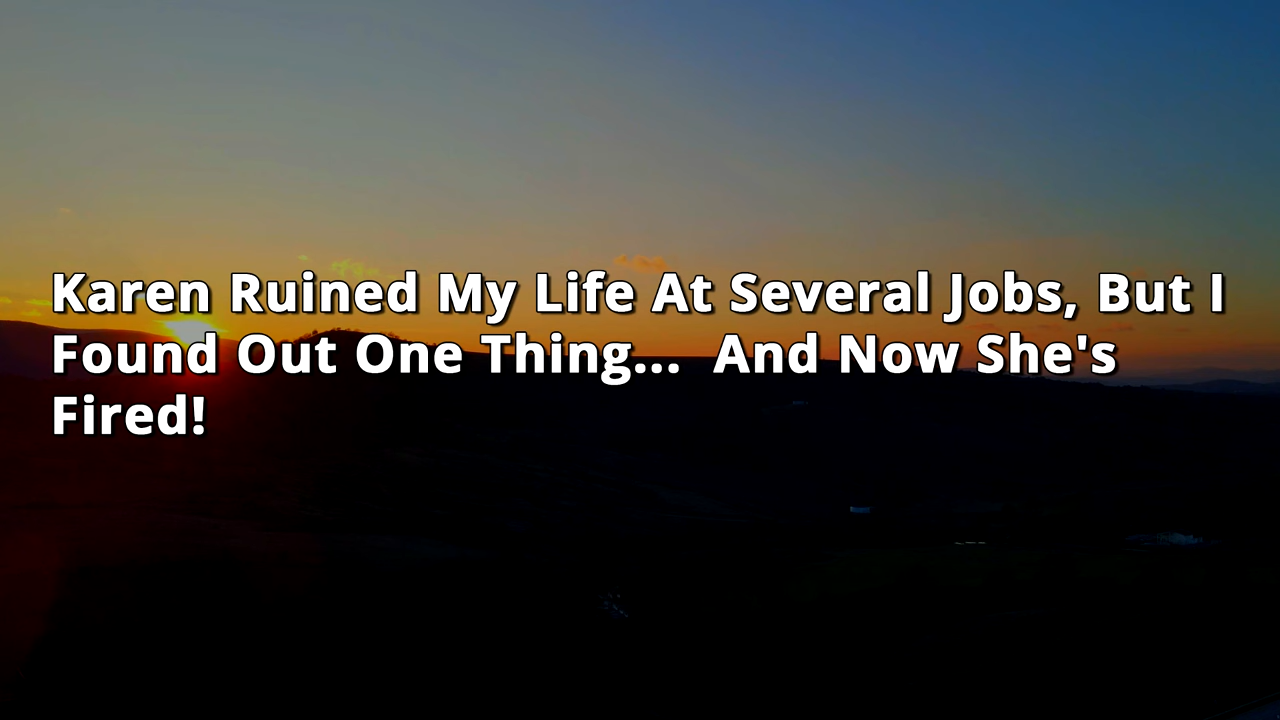 Karen Ruined My Life At Several Jobs, But I
Found Out One Thing...  And Now She's
Fired!